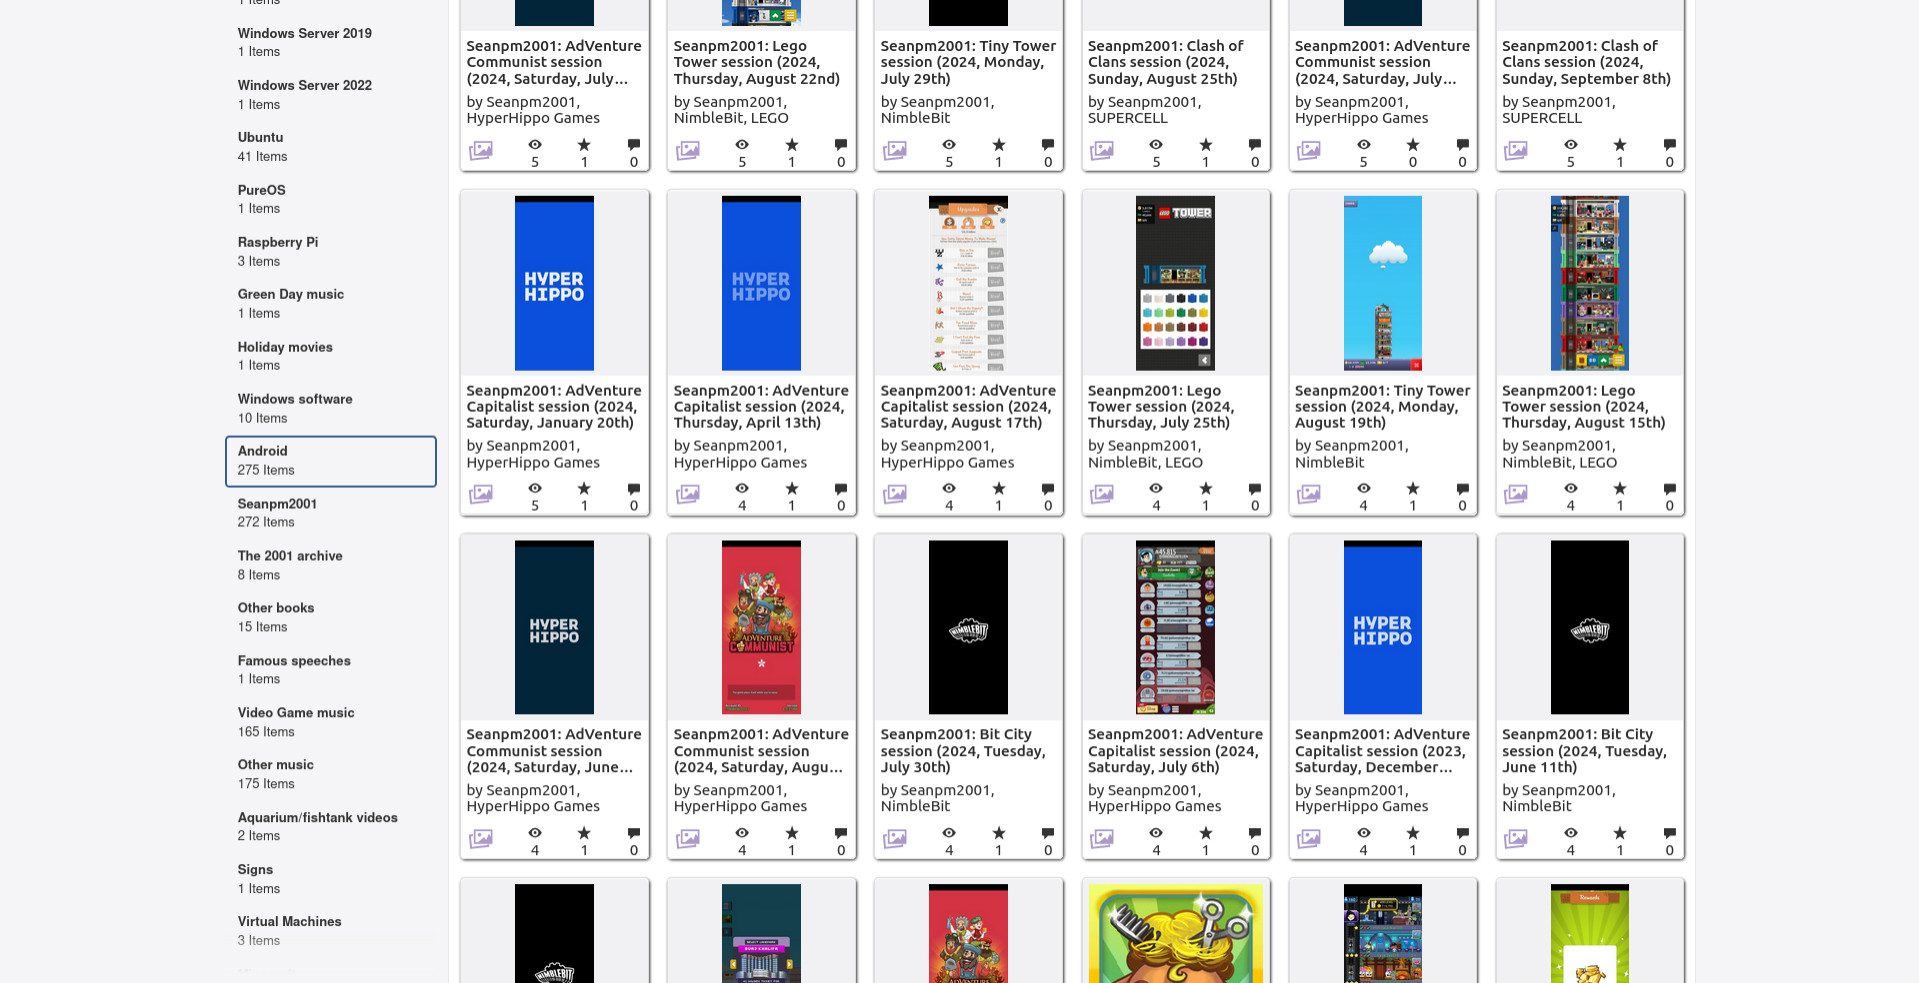 1 Items
Windows Server 2019
1 Items
Windows Server 2022
1 Items
Ubuntu
41 Items
PureOS
1 Items
Raspberry Pi
3 Items
Green Day music
1 Items
Holiday movies
1 Items
Windows software
10 Items
Android
275 Items
Seanpm2001
272 Items
The 2001 archive
8 Items
Other books
15 Items
Famous speeches
1 Items
Video Game music
165 Items
Other music
175 Items
Aquarium/fishtank videos
2 Items
Signs
1 Items
Virtual Machines
3 Items
Seanpm2001: AdVenture
Communist session
(2024, Saturday, July...
by Seanpm2001,
HyperHippo Games
5 1 0
Seanpm2001: Lego
Tower session (2024,
Thursday, August 22nd)
by Seanpm2001,
NimbleBit, LEGO
5 1 0
Seanpm2001: Tiny Tower
session (2024, Monday,
July 29th)
by Seanpm2001,
NimbleBit
5 1 0
Seanpm2001: Clash of
Clans session (2024,
Sunday, August 25th)
by Seanpm2001,
SUPERCELL
5 1 0
Seanpm2001: AdVenture
Communist session
(2024, Saturday, July...
by Seanpm2001,
HyperHippo Games
5 0 0
Seanpm2001: Clash of
Clans session (2024,
Sunday, September 8th)
by Seanpm2001,
SUPERCELL
5 1 0
HYPER
HIPPO
Seanpm2001: AdVenture
Capitalist session (2024,
Saturday, January 20th)
by Seanpm2001,
HyperHippo Games
5 1 0
HYPER
HIPPO
Seanpm2001: AdVenture
Capitalist session (2024,
Thursday, April 13th)
by Seanpm2001,
HyperHippo Games
4 1 0
Upgrades
Seanpm2001: AdVenture
Capitalist session (2024,
Saturday, August 17th)
by Seanpm2001,
HyperHippo Games
4 1 0
LEGO TOWER
Seanpm2001: Lego
Tower session (2024,
Thursday, July 25th)
by Seanpm2001,
NimbleBit, LEGO
4 1 0
Seanpm2001: Tiny Tower
session (2024, Monday,
August 19th)
by Seanpm2001,
NimbleBit
4 1 0
Seanpm2001: Lego
Tower session (2024,
Thursday, August 15th)
by Seanpm2001,
NimbleBit, LEGO
4 1 0
HYPER
HIPPO
Seanpm2001: AdVenture
Communist session
(2024, Saturday, June...
by Seanpm2001,
HyperHippo Games
4 1 0
ADVENTURE
COMMUNIST
Seanpm2001: AdVenture
Communist session
(2024, Saturday, Augu...
by Seanpm2001,
HyperHippo Games
4 1 0
NIMBLEBIT
Seanpm2001: Bit City
session (2024, Tuesday,
July 30th)
by Seanpm2001,
NimbleBit
4 1 0
Seanpm2001: AdVenture
Capitalist session (2024,
Saturday, July 6th)
by Seanpm2001,
HyperHippo Games
4 1 0
HYPER
HIPPO
Seanpm2001: AdVenture
Capitalist session (2023,
Saturday, December...
by Seanpm2001,
HyperHippo Games
4 1 0
NIMBLEBIT
Seanpm2001: Bit City
session (2024, Tuesday,
June 11th)
by Seanpm2001,
NimbleBit
4 1 0
NIMBLEBIT
ADVENTURE
Rewards